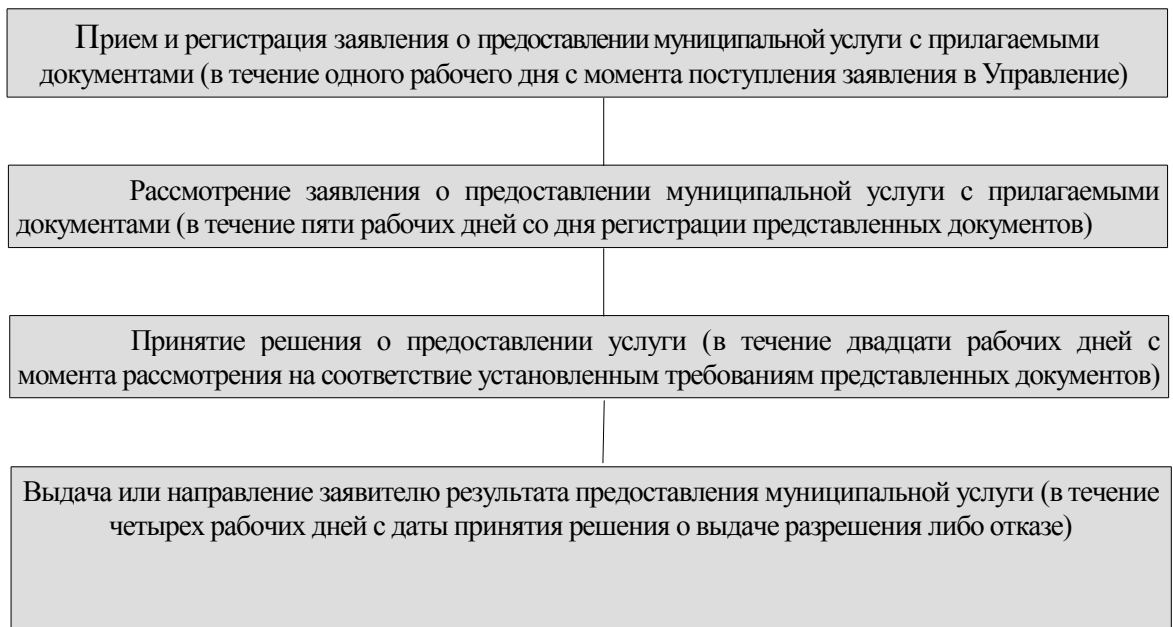 Прием и регистрация заявления о предоставлении муниципальной услуги с прилагаемыми
документами (в течение одного рабочего дня с момента поступления заявления в Управление)
Рассмотрение заявления о предоставлении муниципальной услуги с прилагаемыми
документами (в течение пяти рабочих дней со дня регистрации представленных документов)
Принятие решения о предоставлении услуги (в течение двадцати рабочих дней с
момента рассмотрения на соответствие установленным требованиям представленных документов)
Выдача или направление заявителю результата предоставления муниципальной услуги (в течение
четырех рабочих дней с даты принятия решения о выдаче разрешения либо отказе)